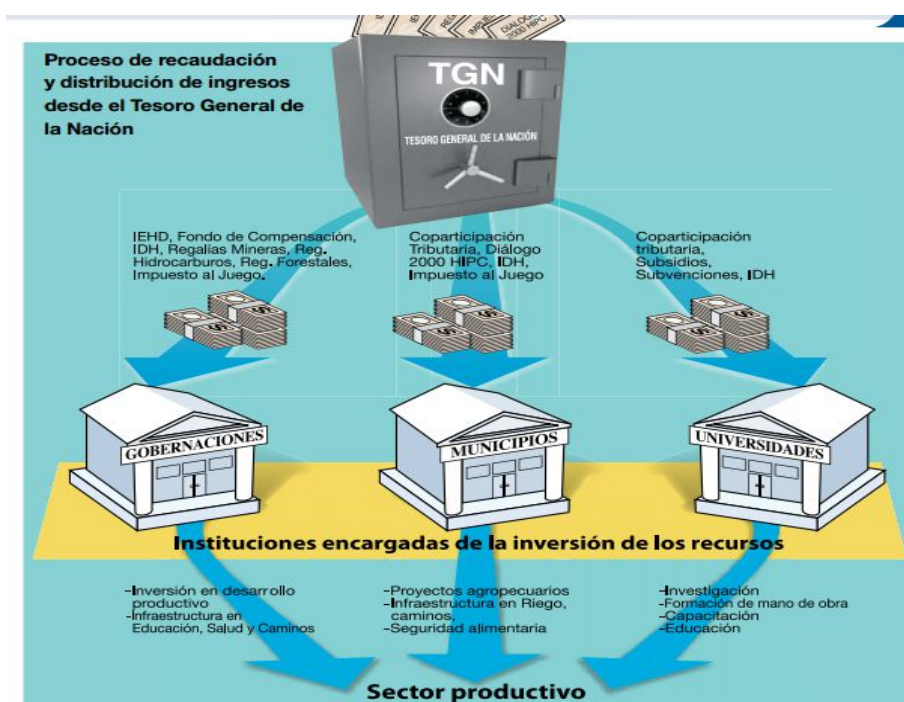 DIALOGO
2000 HIPC
Proceso de recaudación
y distribución de ingresos
desde el Tesoro General de
la Nación
TGN
TESORO GENERAL DE LA NACIÓN
IEHD, Fondo de Compensación,
IDH, Regalías Mineras, Reg.
Hidrocarburos, Reg. Forestales,
Impuesto al Juego.
Coparticipación
Tributaria, Diálogo
2000 HIPC, IDH,
Impuesto al Juego
Coparticipación
tributaria,
Subsidios,
Subvenciones, IDH
GOBERNACIONES
MUNICIPIOS
UNIVERSIDADES
Instituciones encargadas de la inversión de los recursos
-Inversión en desarrollo
productivo
-Infraestructura en
Educación, Salud y Caminos
-Proyectos agropecuarios
-Infraestructura en Riego,
caminos,
-Seguridad alimentaria
-Investigación
-Formación de mano de obra
-Capacitación
-Educación
Sector productivo